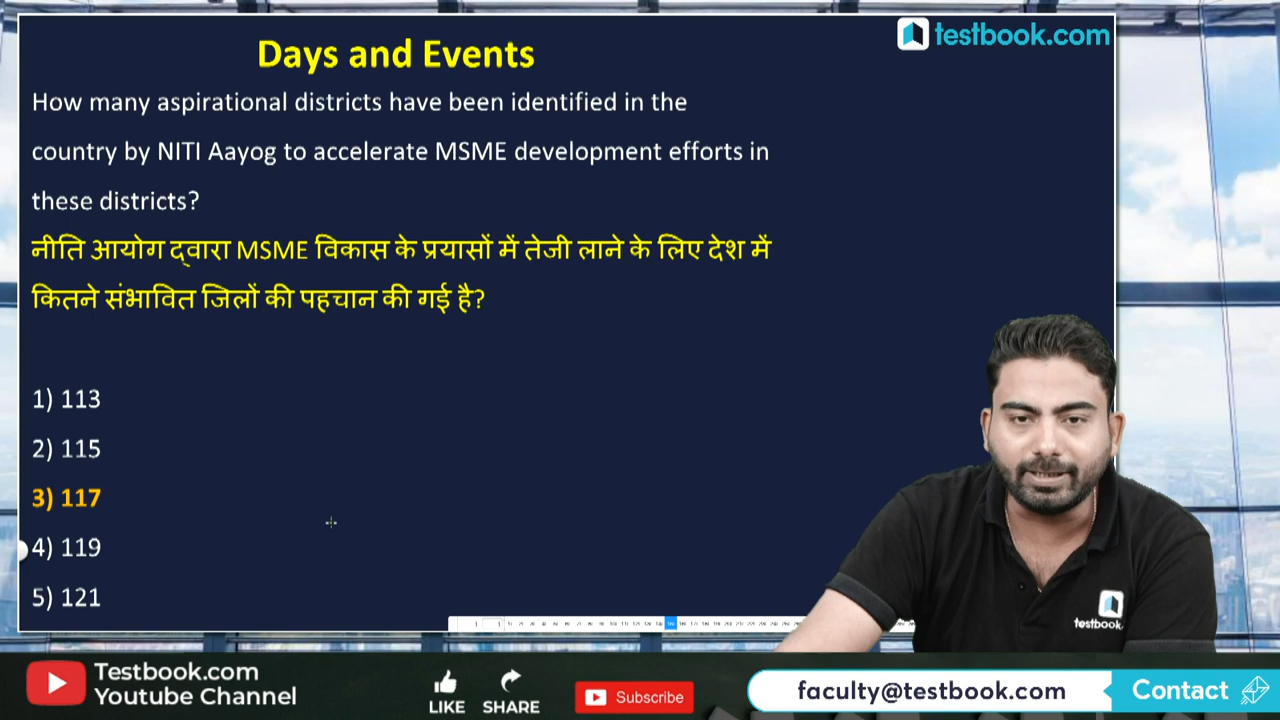 testbook.com
Days and Events
How many aspirational districts have been identified in the
country by NITI Aayog to accelerate MSME development efforts in
these districts?
नीति आयोग द्वारा MSME विकास के प्रयासों में तेजी लाने के लिए देश में
कितने संभावित जिलों की पहचान की गई है?
1) 113
2) 115
3) 117
4) 119
5) 121
testbook.
Testbook.com
Youtube Channel
LIKE
SHARE
Subscribe
faculty@testbook.com
Contact